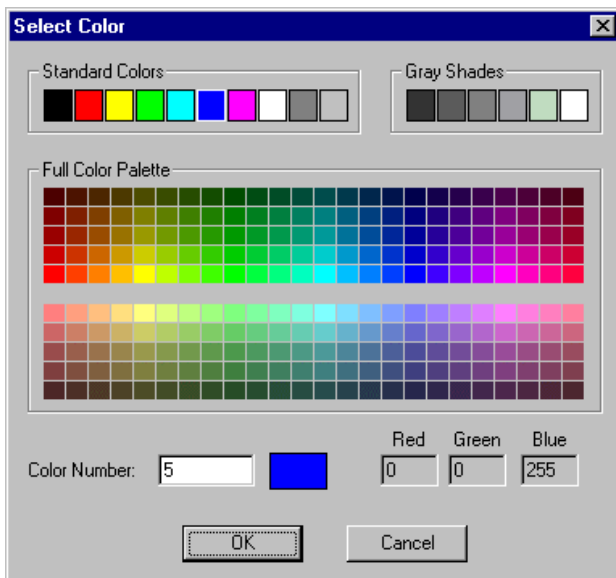 Select Color
Standard Colors
Gray Shades
Full Color Palette
Red Green Blue
Color Number: 5 0 0 255
OK Cancel